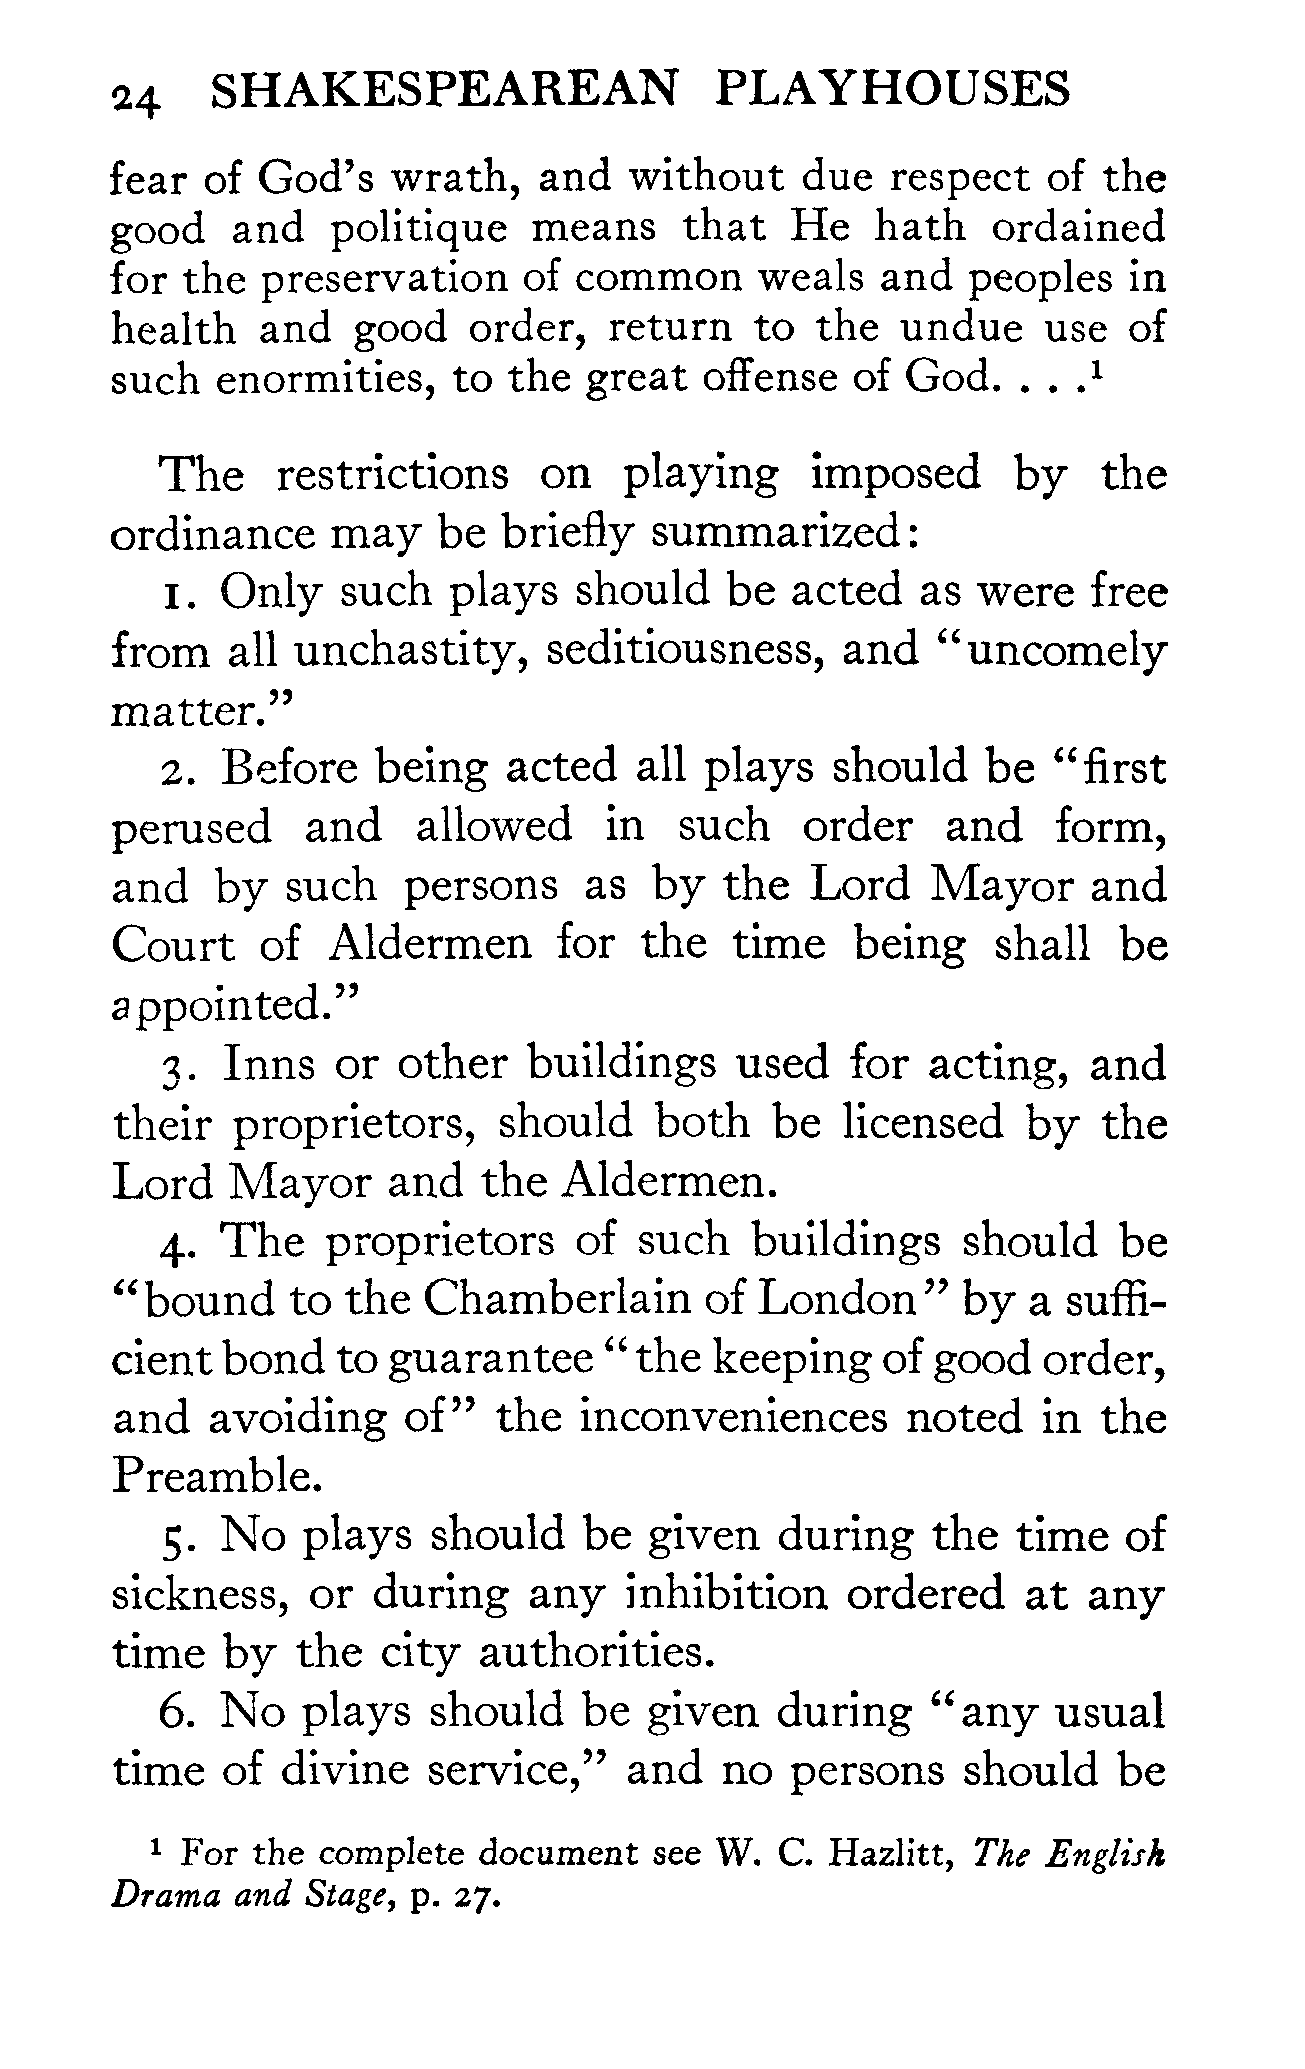 24 SHAKESPEAREAN PLAYHOUSES
fear of God's wrath, and without due respect of the
good and politique means that He hath ordained
for the preservation of common weals and peoples in
health and good order, return to the undue use of
such enormities, to the great offense of God. . . .¹
The restrictions on playing imposed by the
ordinance may be briefly summarized:
1. Only such plays should be acted as were free
from all unchastity, seditiousness, and "uncomely
matter."
2. Before being acted all plays should be "first
perused and allowed in such order and form,
and by such persons as by the Lord Mayor and
Court of Aldermen for the time being shall be
appointed."
3. Inns or other buildings used for acting, and
their proprietors, should both be licensed by the
Lord Mayor and the Aldermen.
4. The proprietors of such buildings should be
"bound to the Chamberlain of London" by a suffi-
cient bond to guarantee "the keeping of good order,
and avoiding of" the inconveniences noted in the
Preamble.
5. No plays should be given during the time of
sickness, or during any inhibition ordered at any
time by the city authorities.
6. No plays should be given during "any usual
time of divine service," and no persons should be
¹ For the complete document see W. C. Hazlitt, The English
Drama and Stage, p. 27.